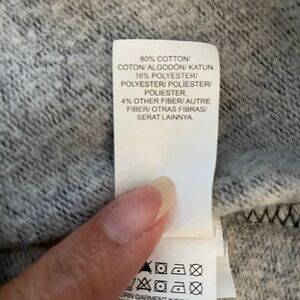 80% COTTON/
COTON/ ALGODÓN/ KATUN
16% POLYESTER/
POLYESTER/ POLIÉSTER/
POLIESTER.
4% OTHER FIBER/ AUTRE
FIBER/ OTRAS FIBRAS/
SERAT LAINNYA.
GARMENT